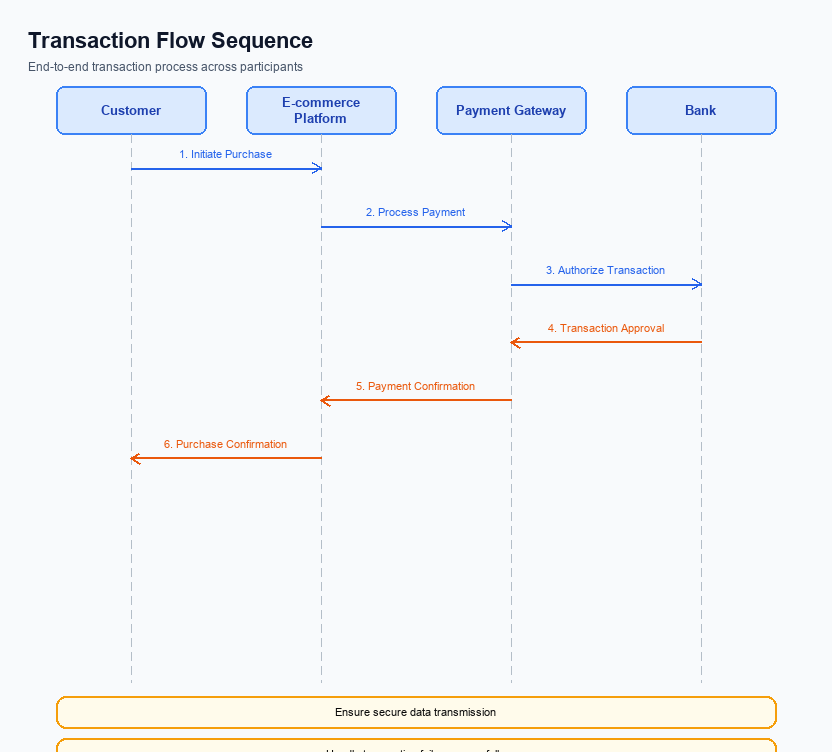 Transaction Flow Sequence
End-to-end transaction process across participants
Customer
E-commerce
Platform
Payment Gateway
Bank
1. Initiate Purchase
2. Process Payment
3. Authorize Transaction
4. Transaction Approval
5. Payment Confirmation
6. Purchase Confirmation
Ensure secure data transmission